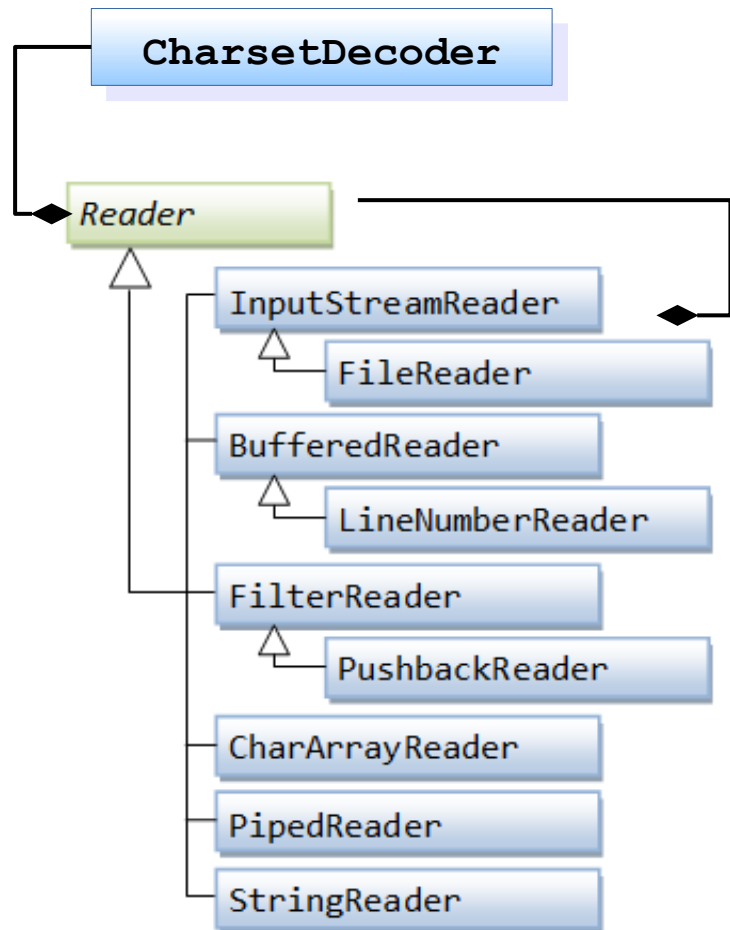 CharsetDecoder
Reader
InputStreamReader
FileReader
BufferedReader
LineNumberReader
FilterReader
PushbackReader
CharArrayReader
PipedReader
StringReader